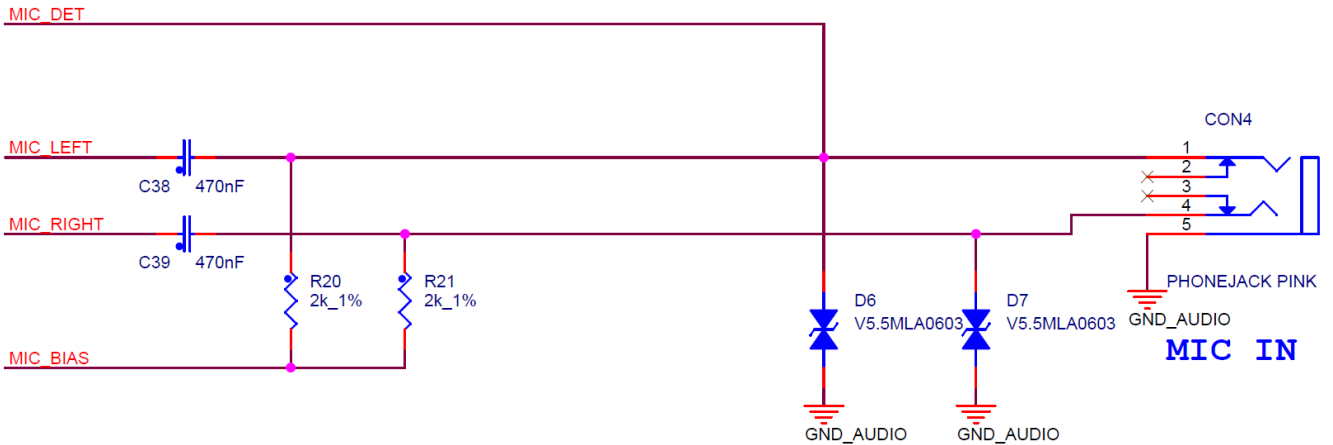 MIC_DET
CON4
MIC_LEFT
1
2
3
4
5
C38 470nF
MIC_RIGHT
C39 470nF
R20
2k_1%
R21
2k_1%
PHONEJACK PINK
D6
V5.5MLA0603
D7
V5.5MLA0603
GND_AUDIO
MIC IN
MIC_BIAS
GND_AUDIO
GND_AUDIO